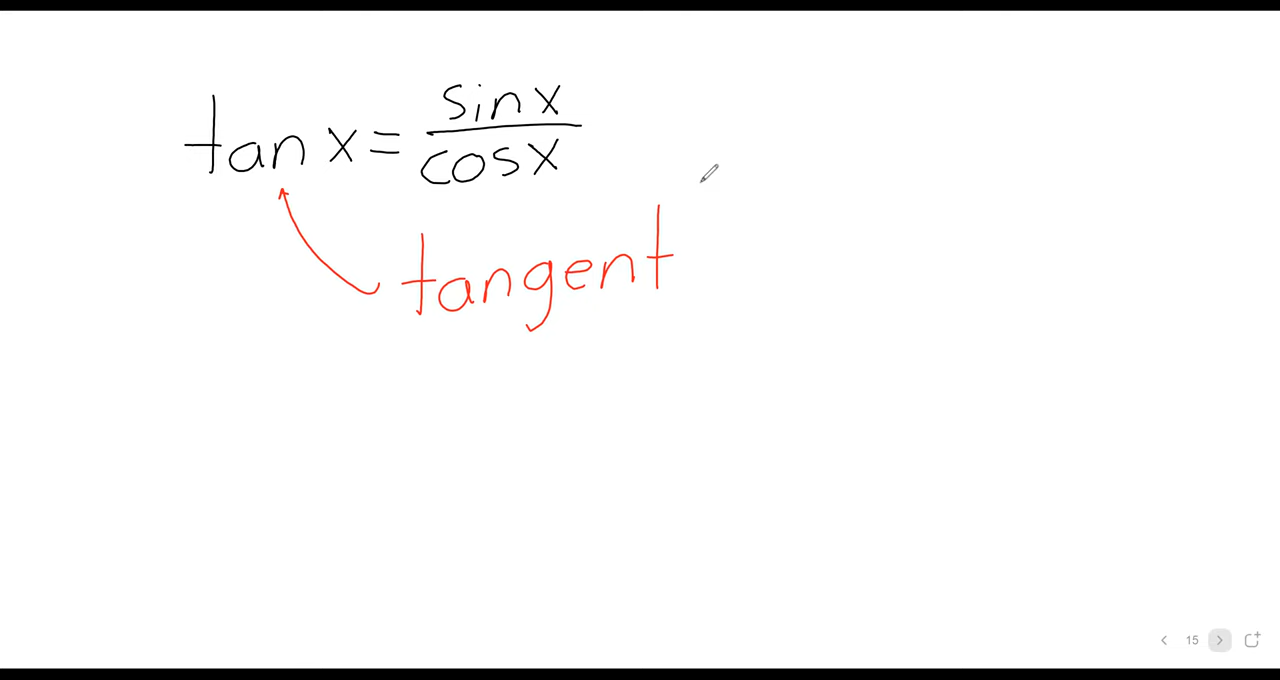 tan x = sin x / cos x
tangent
15